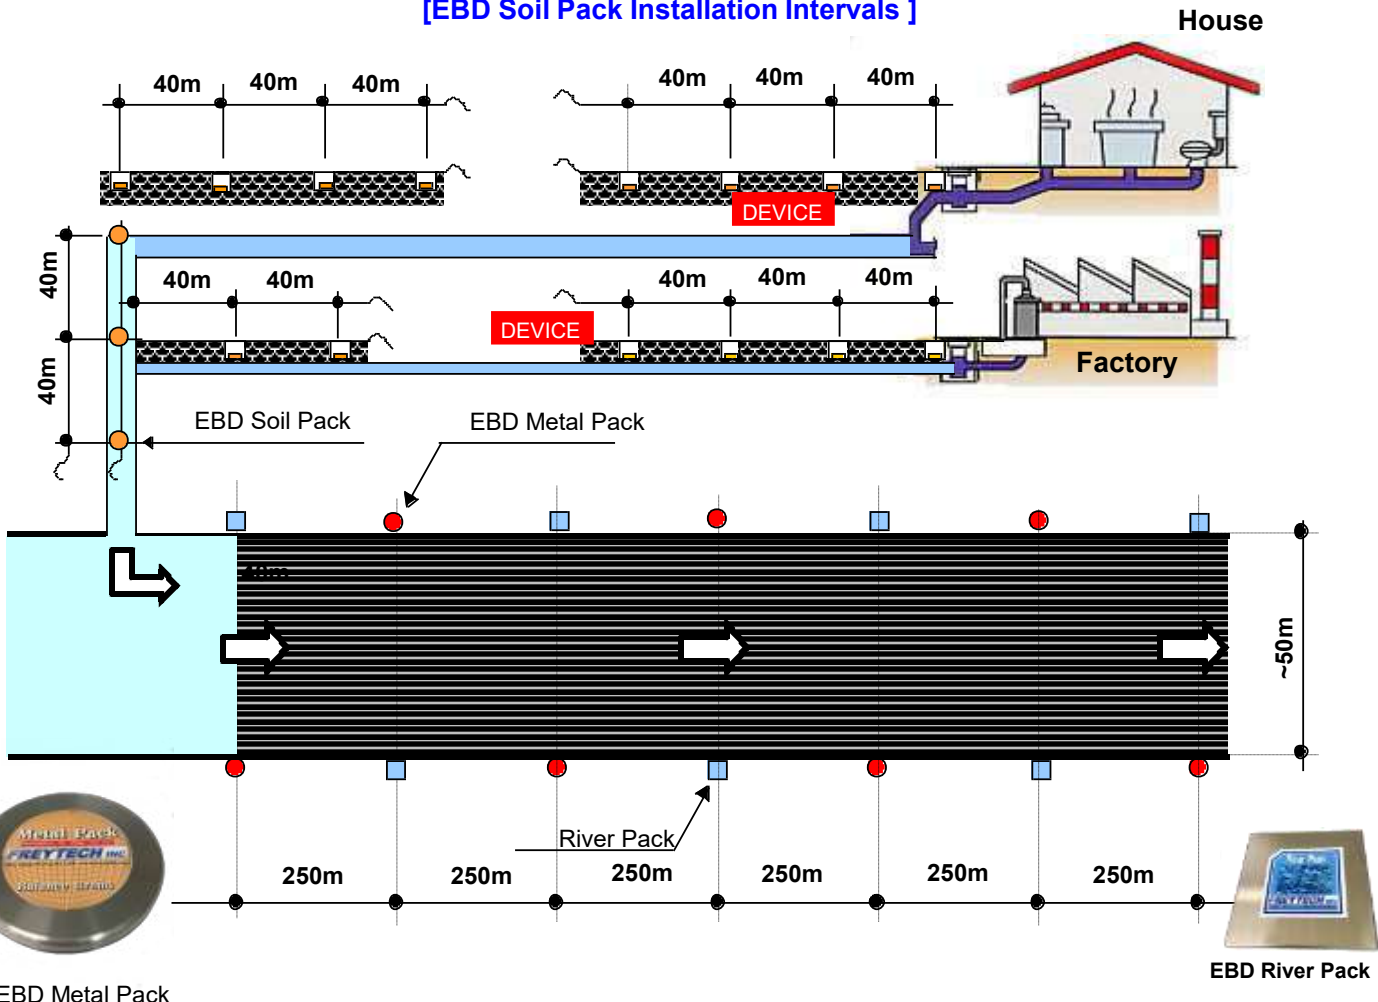 [EBD Soil Pack Installation Intervals ]
House
40m
40m
40m
40m
40m
40m
DEVICE
40m
40m
40m
40m
40m
40m
40m
DEVICE
Factory
EBD Soil Pack
EBD Metal Pack
40m
~50m
River Pack
250m
250m
250m
250m
250m
250m
Metal Pack
FREYTECH INC
EBD River Pack
EBD Metal Pack